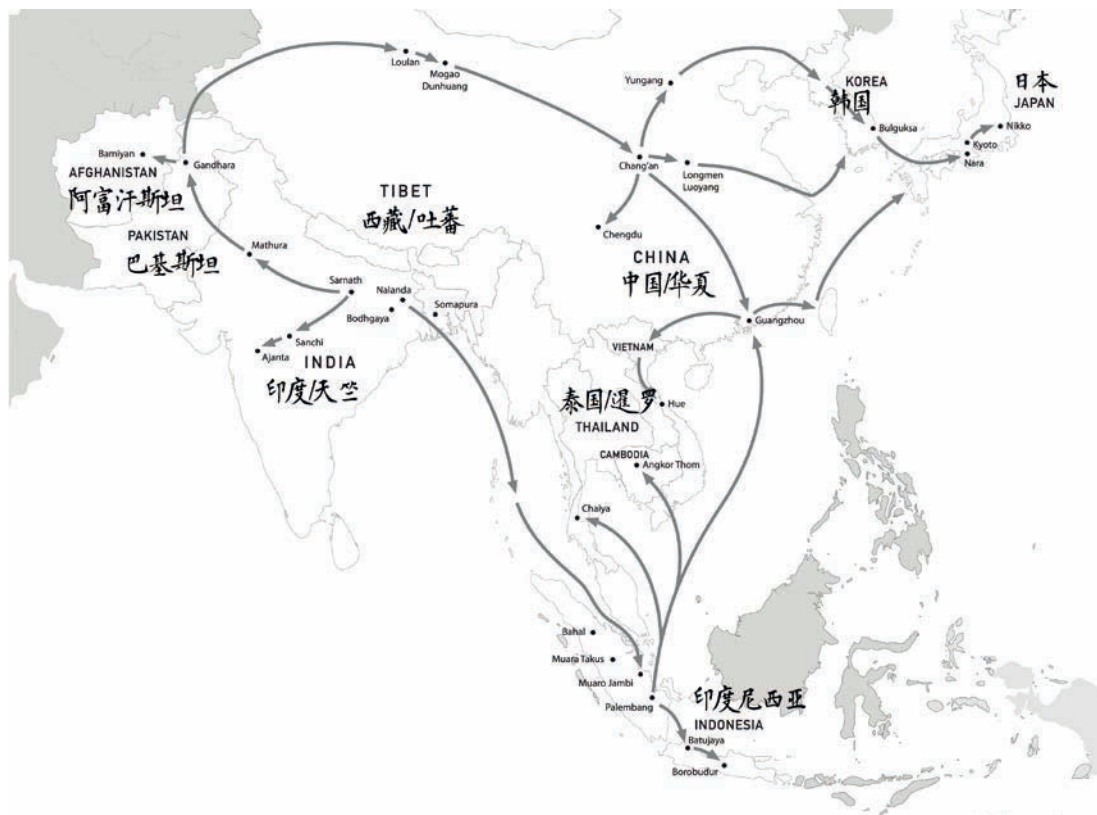 Loulan
Mogao
Dunhuang
Yungang
KOREA
韩国
日本
JAPAN
Bulguksa
Nikko
Kyoto
Nara
Bamiyan
Gandhara
AFGHANISTAN
阿富汗斯坦
Chang'an
Longmen
Luoyang
TIBET
西藏/吐蕃
Chengdu
PAKISTAN
巴基斯坦
Mathura
CHINA
中国/华夏
Sarnath
Nalanda
Bodhgaya
Somapura
Guangzhou
Sanchi
Ajanta
INDIA
印度/天竺
VIETNAM
泰国/暹罗
THAILAND
Hue
CAMBODIA
Angkor Thom
Chaiya
Bahal
Muara Takus
Muaro Jambi
Palembang
印度尼西亚
INDONESIA
Batujaya
Borobudur